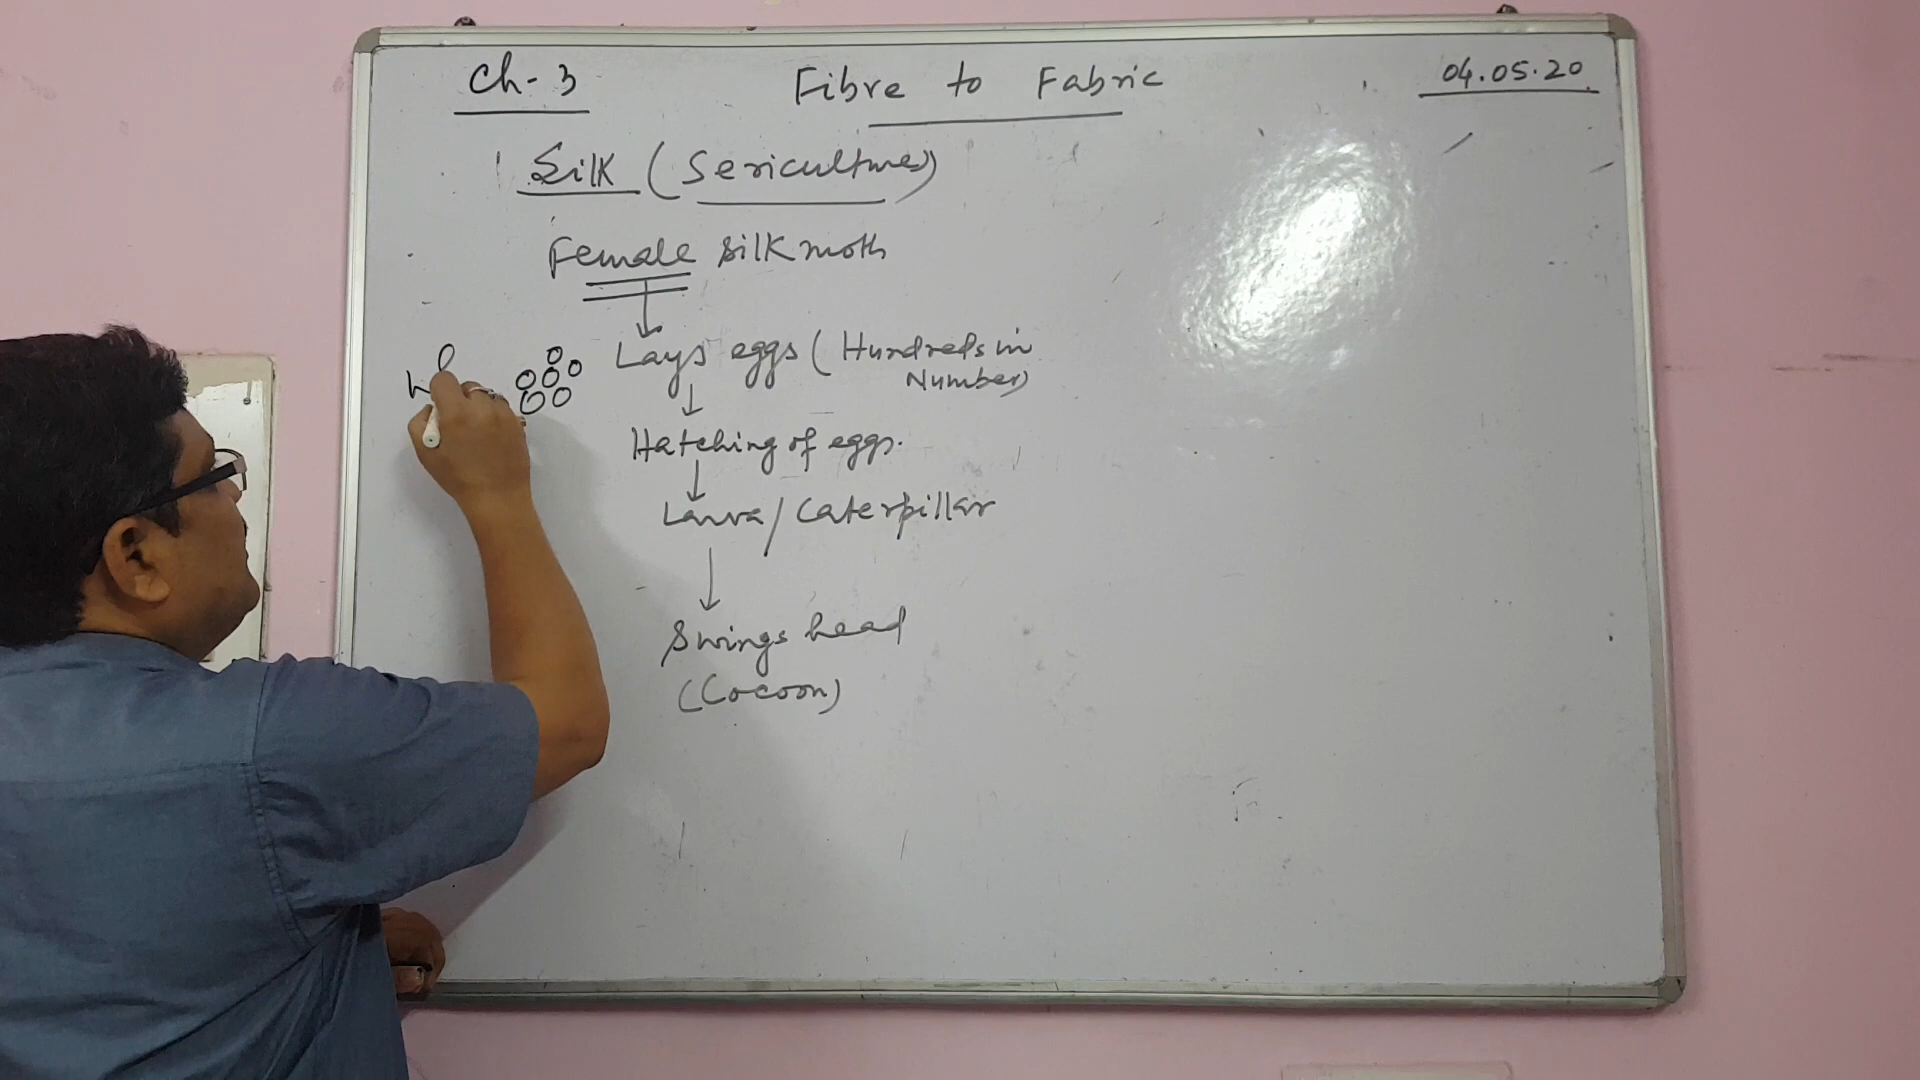 Ch-3 Fibre to Fabric 04.05.20
Silk (Sericulture)
Female silk moth
Lays eggs (Hundreds in
Number)
Hatching of eggs.
Larva/Caterpillar
Swings head
(Cocoon)